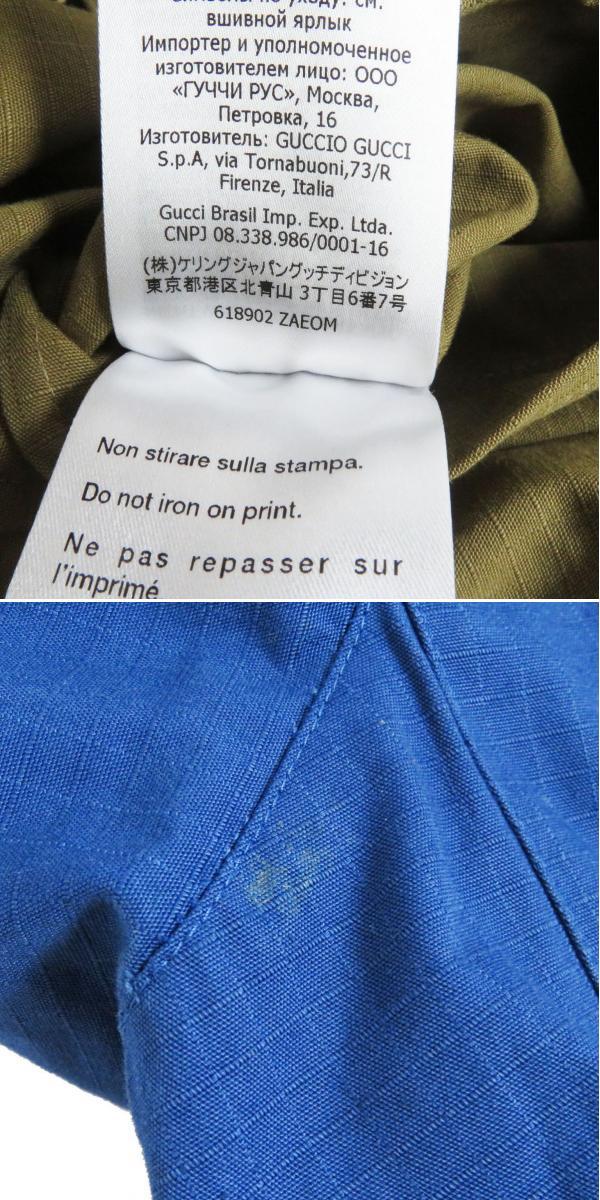 вшивной ярлык
Импортер и уполномоченное
изготовителем лицо: ООО
«ГУЧЧИ РУС», Москва,
Петровка, 16
Изготовитель: GUCCIO GUCCI
S.p.A, via Tornabuoni,73/R
Firenze, Italia
Gucci Brasil Imp. Exp. Ltda.
CNPJ 08.338.986/0001-16
(株)ケリングジャパングッチディビジョン
東京都港区北青山 3丁目6番7号
618902 ZAEOM
Non stirare sulla stampa.
Do not iron on print.
Ne pas repasser sur
l'imprimé